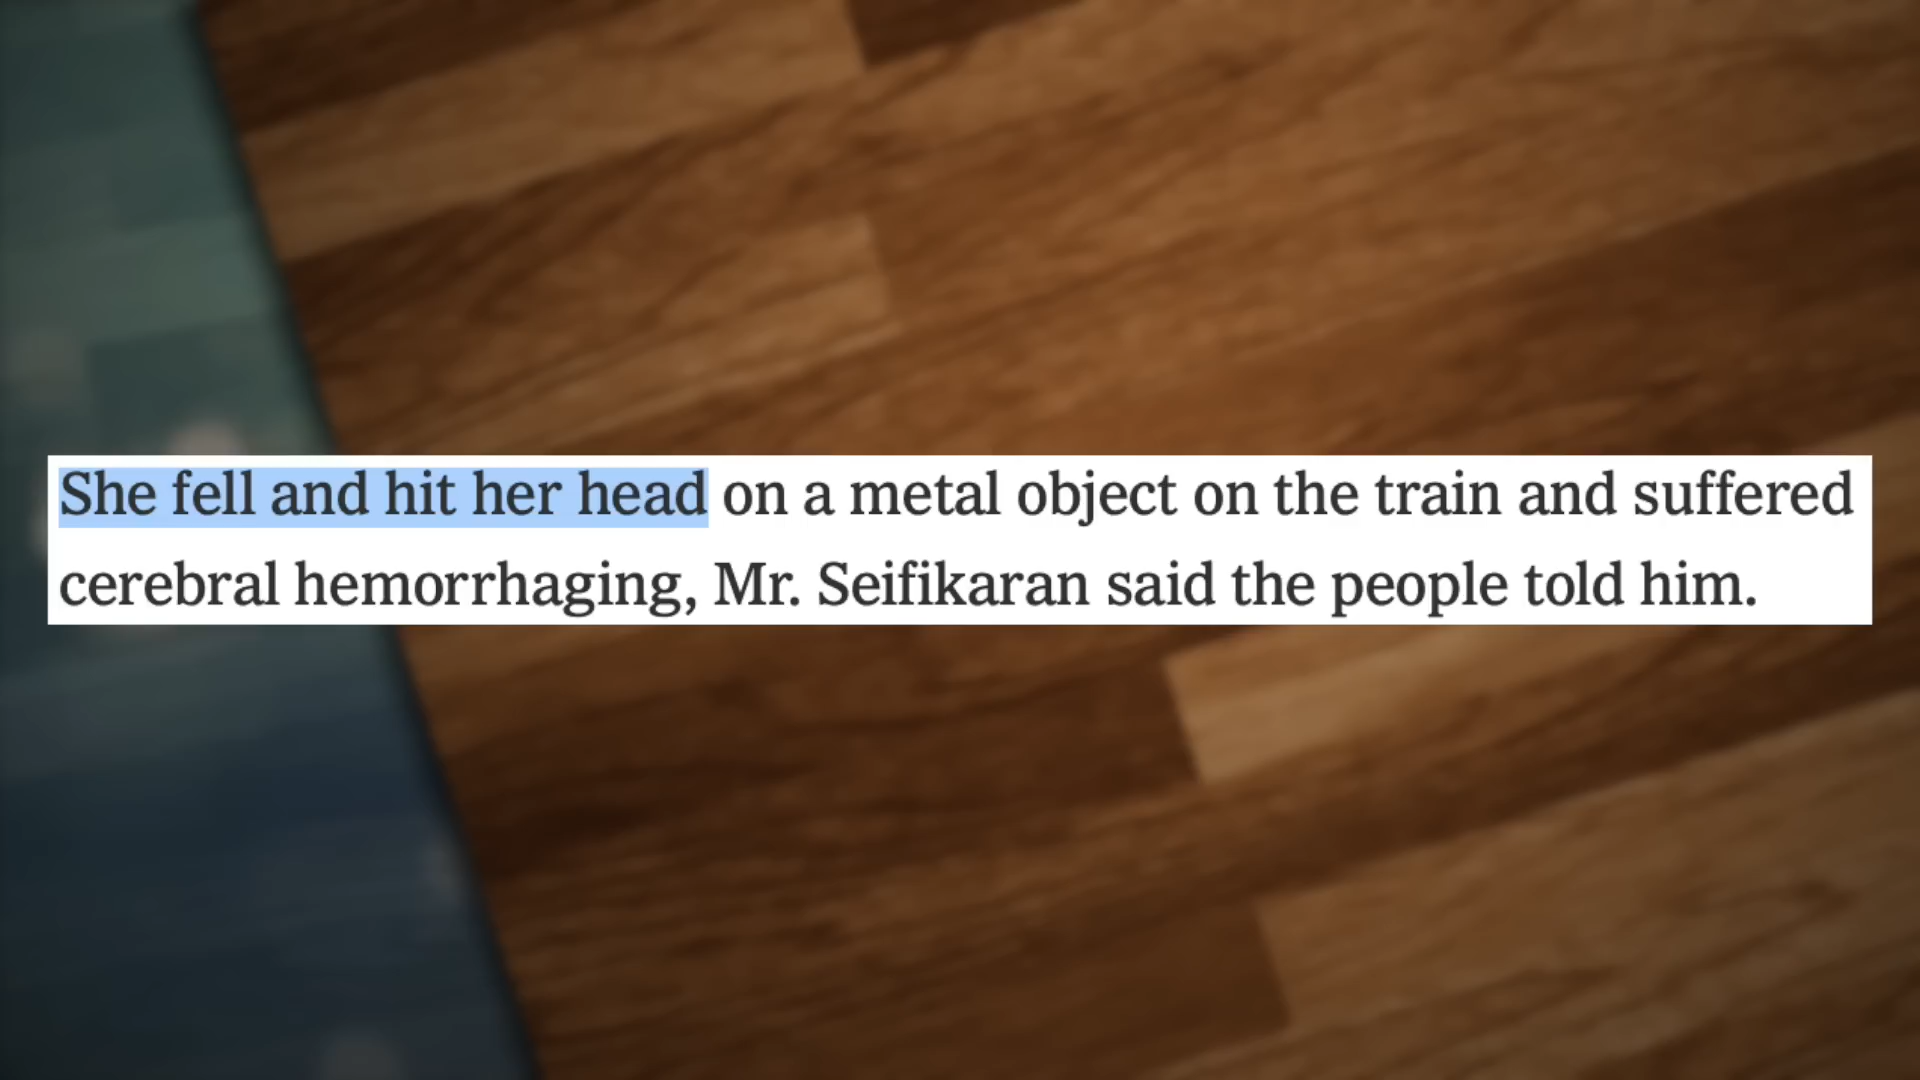 She fell and hit her head on a metal object on the train and suffered
cerebral hemorrhaging, Mr. Seifikaran said the people told him.